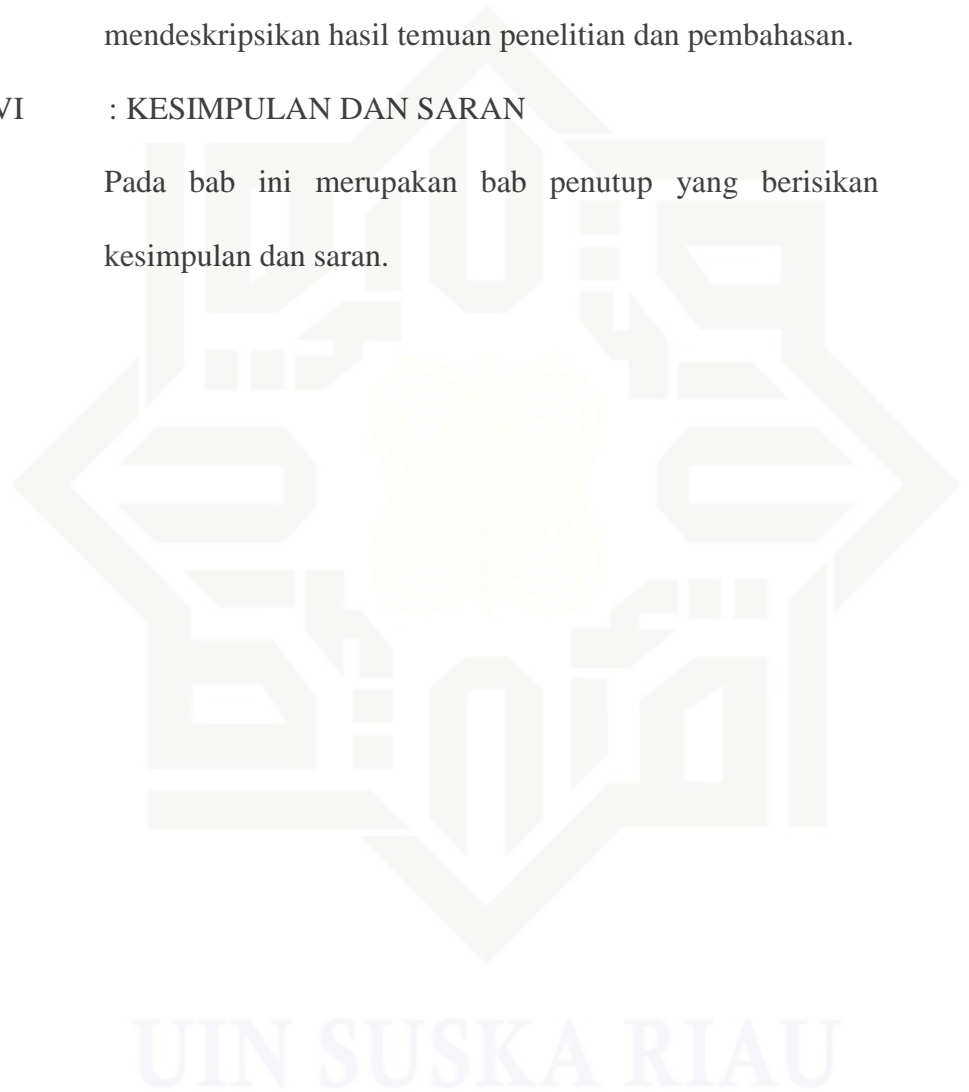 mendeskripsikan hasil temuan penelitian dan pembahasan.
VI : KESIMPULAN DAN SARAN
Pada bab ini merupakan bab penutup yang berisikan
kesimpulan dan saran.
UIN SUSKA RIAU